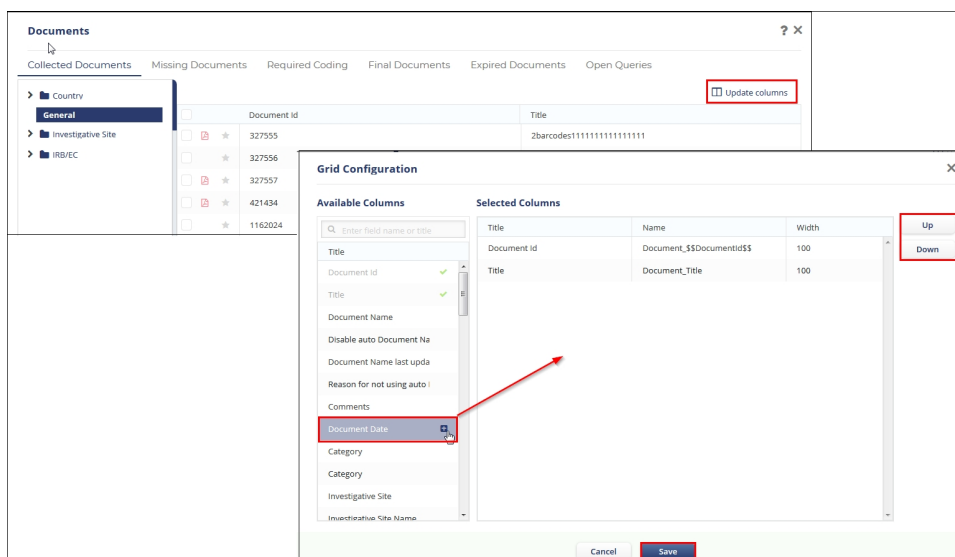 Documents
?
Collected Documents Missing Documents Required Coding Final Documents Expired Documents Open Queries
Update columns
Country
General
Investigative Site
IRB/EC
Document Id Title
327555 2barcodes1111111111111111
327556
327557
421434
1162024
Grid Configuration
Available Columns Selected Columns
Enter field name or title
Title
Document Id
Title
Document Name
Disable auto Document Na
Document Name last upda
Reason for not using auto
Comments
Document Date
Category
Category
Investigative Site
Investigative Site Name
Title Name Width
Document Id Document_$$DocumentId$$ 100
Title Document_Title 100
Up
Down
Cancel Save